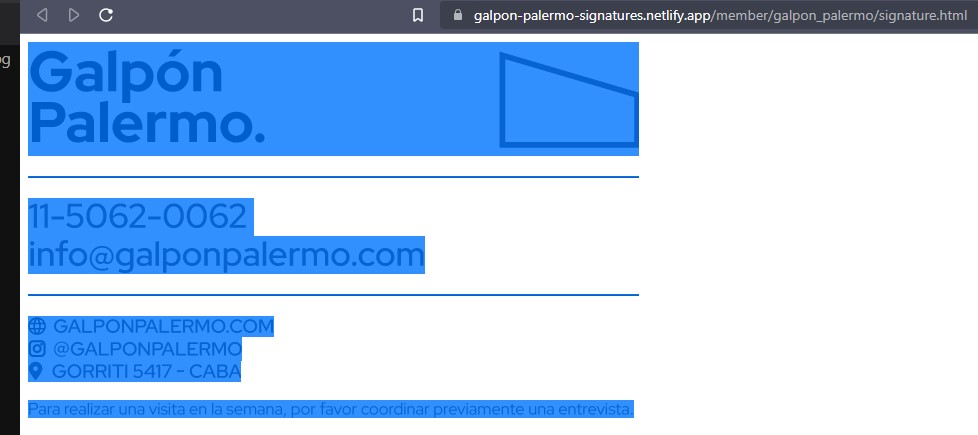 galpon-palermo-signatures.netlify.app/member/galpon_palermo/signature.html
og
Galpón
Palermo.
11-5062-0062
info@galponpalermo.com
GALPONPALERMO.COM
@GALPONPALERMO
GORRITI 5417 - CABA
Para realizar una visita en la semana, por favor coordinar previamente una entrevista.